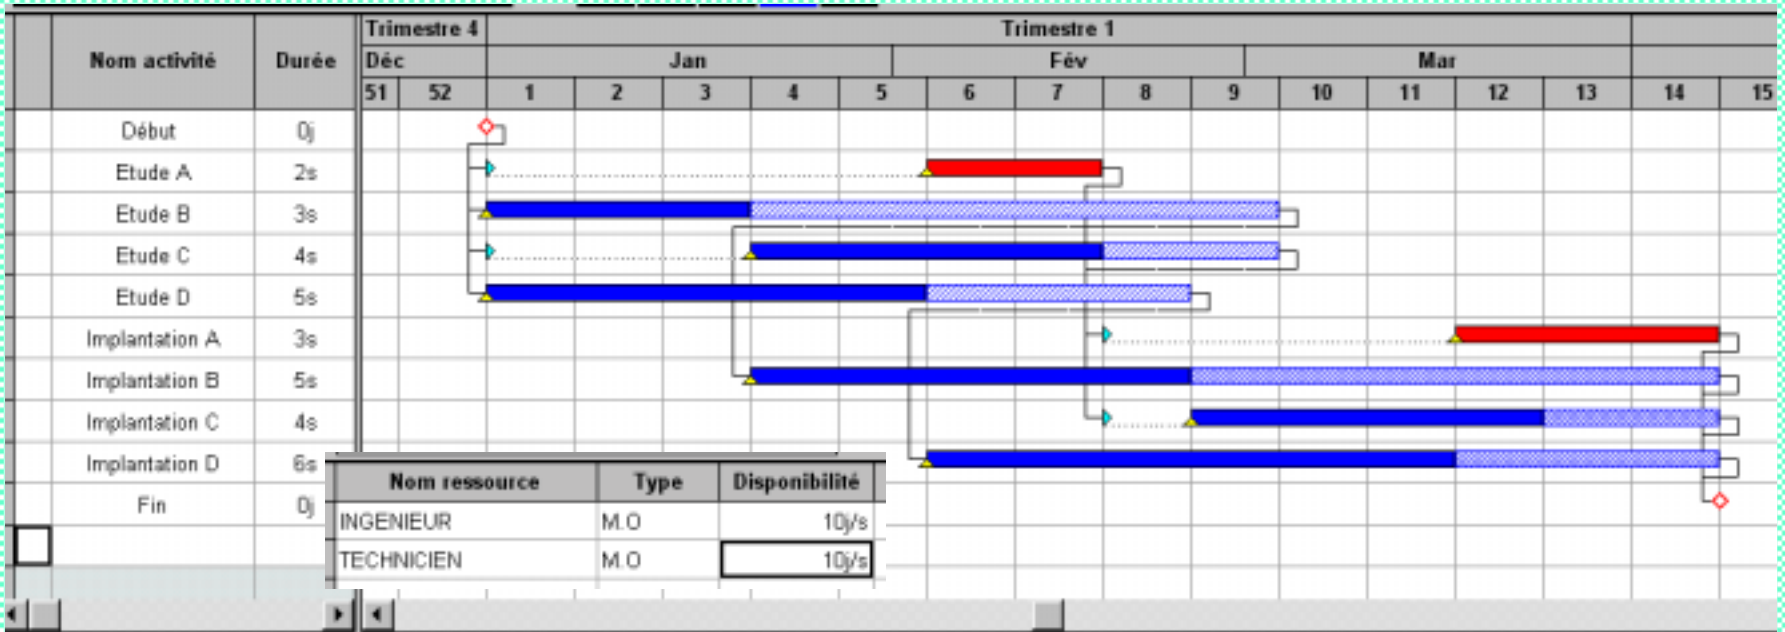 Trimestre 4 Trimestre 1
Nom activité Durée Déc Jan Fév Mar
51 52 1 2 3 4 5 6 7 8 9 10 11 12 13 14 15
Début 0j
Etude A 2s
Etude B 3s
Etude C 4s
Etude D 5s
Implantation A 3s
Implantation B 5s
Implantation C 4s
Implantation D 6s
Fin 0j
Nom ressource Type Disponibilité
INGENIEUR M.O 10j/s
TECHNICIEN M.O 10j/s